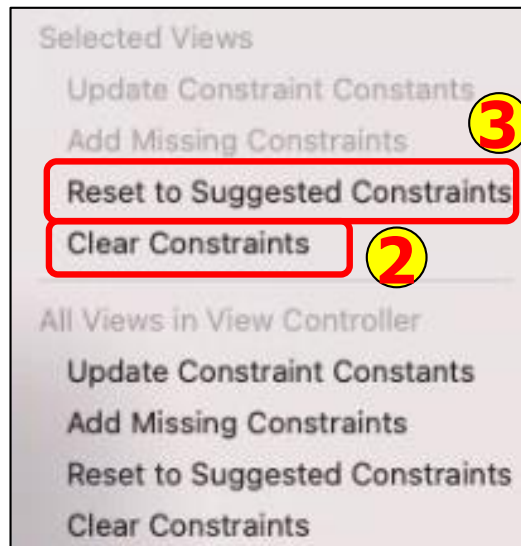 Selected Views
Update Constraint Constants
Add Missing Constraints
3
Reset to Suggested Constraints
Clear Constraints
2
All Views in View Controller
Update Constraint Constants
Add Missing Constraints
Reset to Suggested Constraints
Clear Constraints